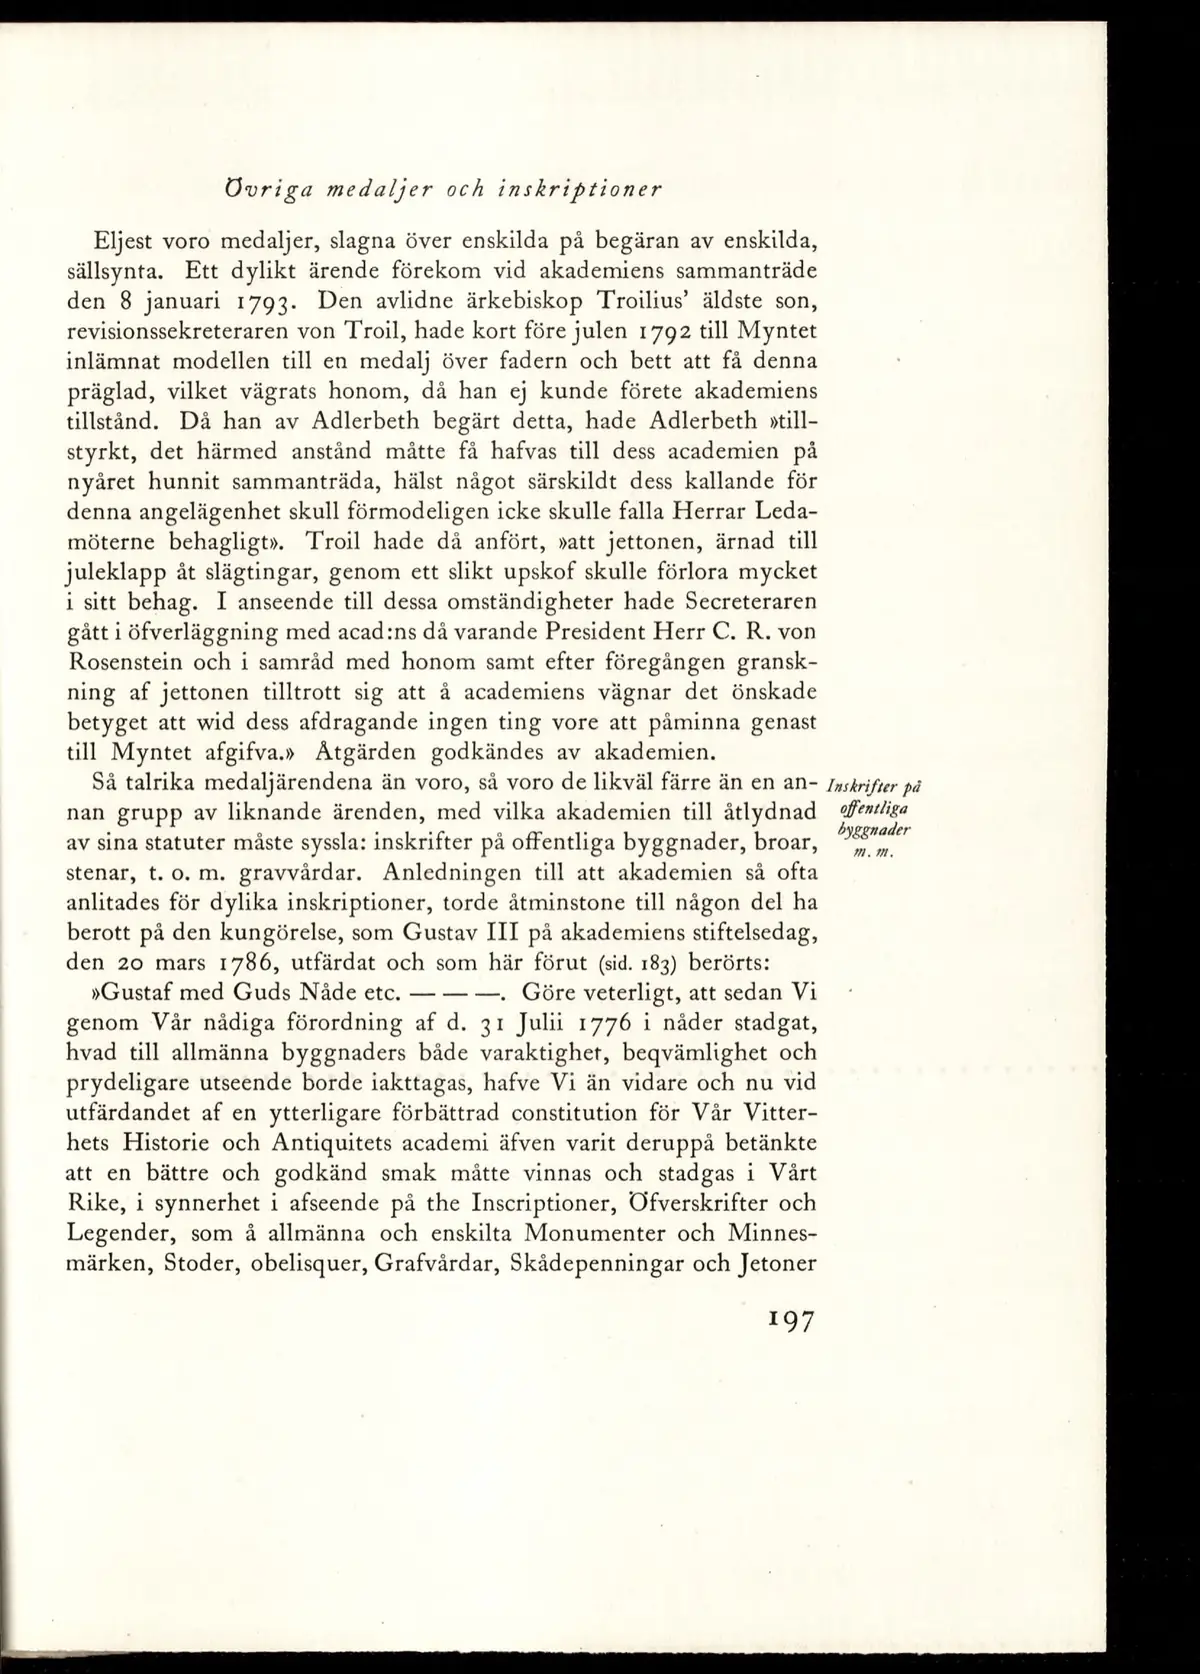 Övriga medaljer och inskriptioner
Eljest voro medaljer, slagna över enskilda på begäran av enskilda,
sällsynta. Ett dylikt ärende förekom vid akademiens sammanträde
den 8 januari 1793. Den avlidne ärkebiskop Troilius’ äldste son,
revisionssekreteraren von Troil, hade kort före julen 1792 till Myntet
inlämnat modellen till en medalj över fadern och bett att få denna
präglad, vilket vägrats honom, då han ej kunde förete akademiens
tillstånd. Då han av Adlerbeth begärt detta, hade Adlerbeth »till-
styrkt, det härmed anstånd måtte få hafvas till dess academien på
nyåret hunnit sammanträda, hälst något särskildt dess kallande för
denna angelägenhet skull förmodeligen icke skulle falla Herrar Leda-
möterne behagligt». Troil hade då anfört, »att jettonen, ärnad till
juleklapp åt slägtingar, genom ett slikt upskof skulle förlora mycket
i sitt behag. I anseende till dessa omständigheter hade Secreteraren
gått i öfverläggning med acad:ns då varande President Herr C. R. von
Rosenstein och i samråd med honom samt efter föregången gransk-
ning af jettonen tilltrott sig att å academiens vägnar det önskade
betyget att wid dess afdragande ingen ting vore att påminna genast
till Myntet afgifva.» Åtgärden godkändes av akademien.
Så talrika medaljärendena än voro, så voro de likväl färre än en an-
nan grupp av liknande ärenden, med vilka akademien till åtlydnad
av sina statuter måste syssla: inskrifter på offentliga byggnader, broar,
stenar, t. o. m. gravvårdar. Anledningen till att akademien så ofta
anlitades för dylika inskriptioner, torde åtminstone till någon del ha
berott på den kungörelse, som Gustav III på akademiens stiftelsedag,
den 20 mars 1786, utfärdat och som här förut (sid. 183) berörts:
»Gustaf med Guds Nåde etc. — — —. Göre veterligt, att sedan Vi
genom Vår nådiga förordning af d. 31 Julii 1776 i nåder stadgat,
hvad till allmänna byggnaders både varaktighet, beqvämlighet och
prydeligare utseende borde iakttagas, hafve Vi än vidare och nu vid
utfärdandet af en ytterligare förbättrad constitution för Vår Vitter-
hets Historie och Antiquitets academi äfven varit deruppå betänkte
att en bättre och godkänd smak måtte vinnas och stadgas i Vårt
Rike, i synnerhet i afseende på the Inscriptioner, Öfverskrifter och
Legender, som å allmänna och enskilta Monumenter och Minnes-
märken, Stoder, obelisquer, Grafvårdar, Skådepenningar och Jetoner
Inskrifter på
offentliga
byggnader
m. m.
197